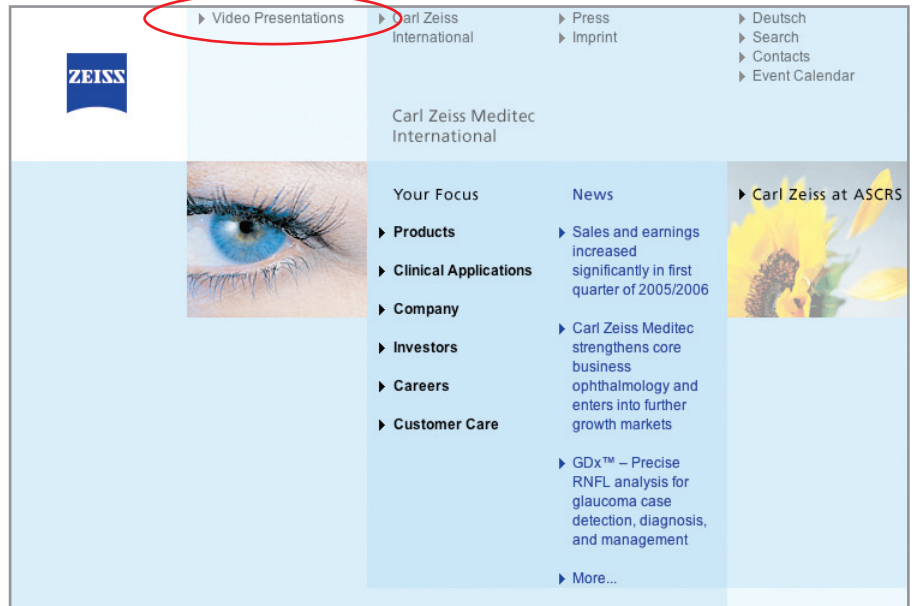 Video Presentations
Carl Zeiss
International
Press
Imprint
Deutsch
Search
Contacts
Event Calendar
ZEISS
Carl Zeiss Meditec
International
Your Focus
Products
Clinical Applications
Company
Investors
Careers
Customer Care
News
Sales and earnings
increased
significantly in first
quarter of 2005/2006
Carl Zeiss Meditec
strengthens core
business
ophthalmology and
enters into further
growth markets
GDx™ – Precise
RNFL analysis for
glaucoma case
detection, diagnosis,
and management
More...
Carl Zeiss at ASCRS